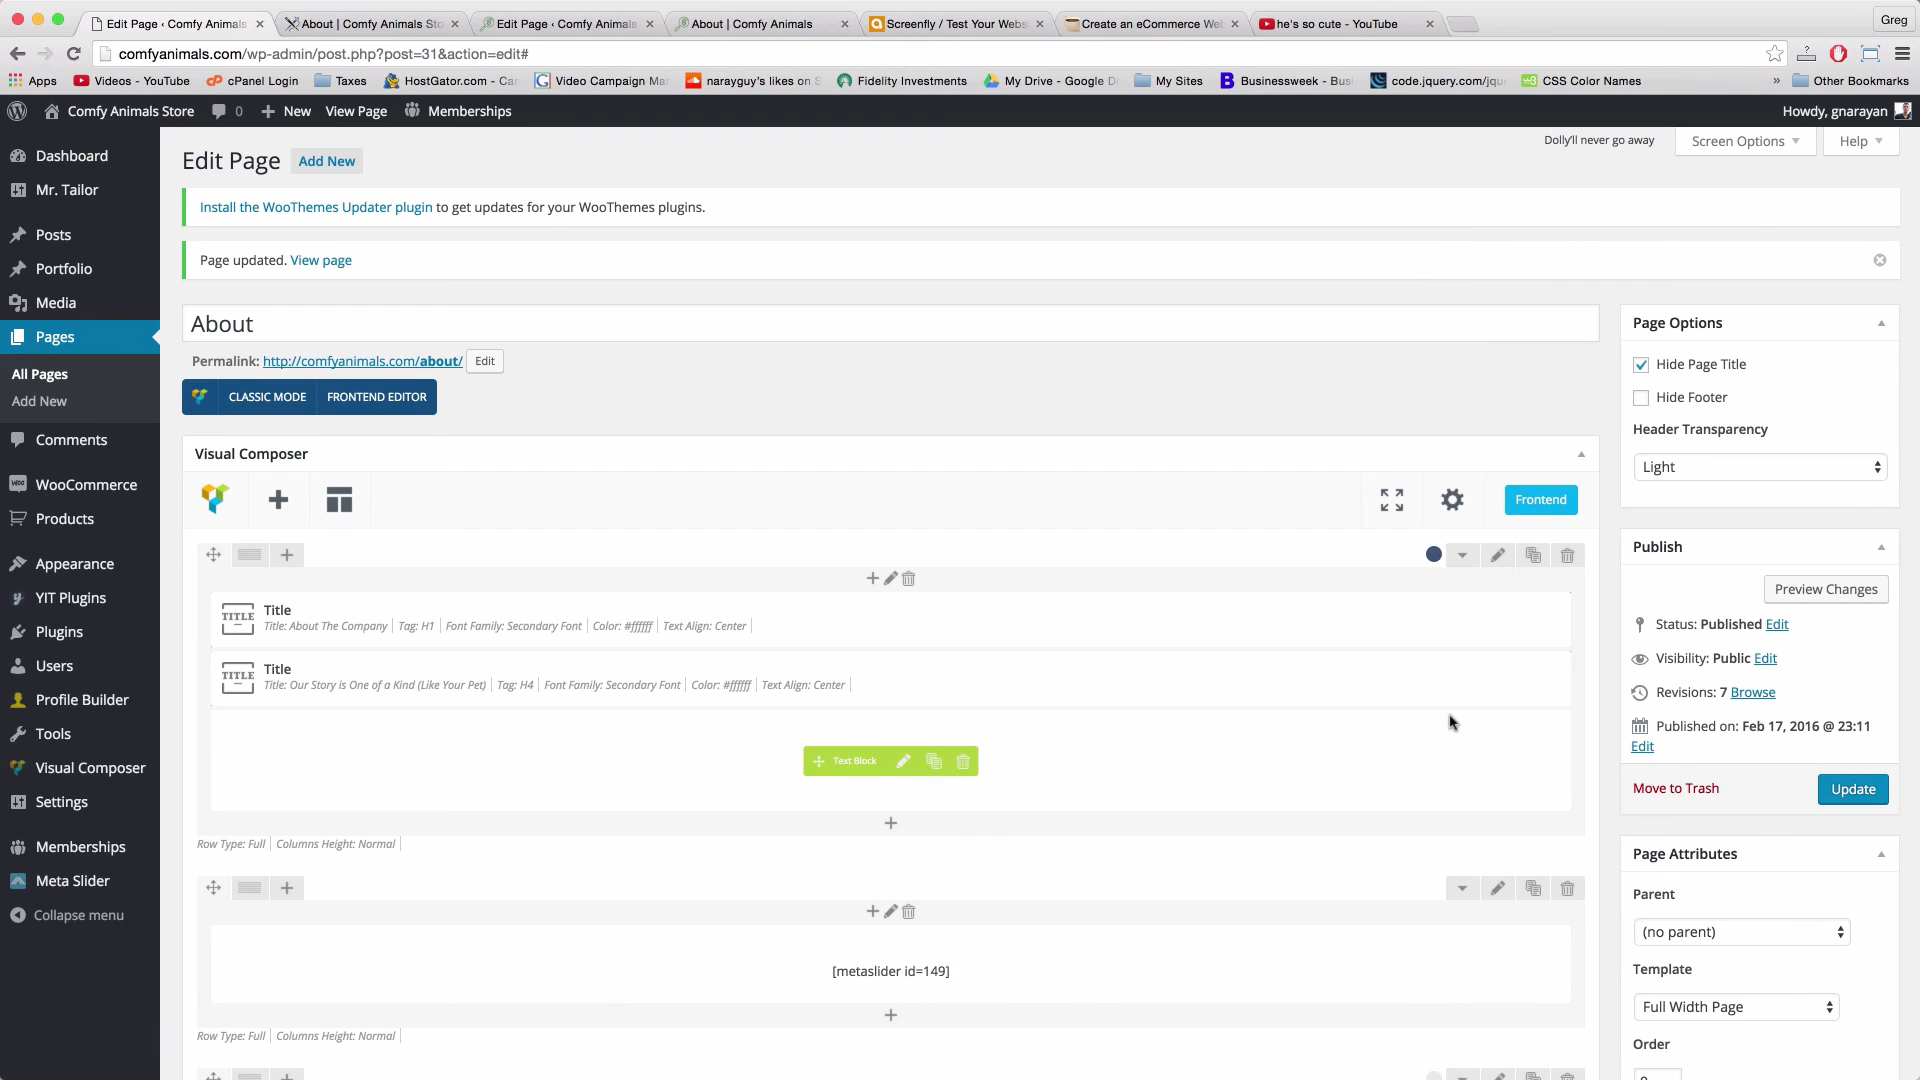 Edit Page ‹ Comfy Animals
About | Comfy Animals Sto
Edit Page ‹ Comfy Animals
About | Comfy Animals
Screenfly / Test Your Webs
Create an eCommerce Web
he's so cute - YouTube
Greg
comfyanimals.com/wp-admin/post.php?post=31&action=edit#
Apps
Videos - YouTube
cPanel Login
Taxes
HostGator.com - Car
Video Campaign Mar
narayguy's likes on S
Fidelity Investments
My Drive - Google D
My Sites
Businessweek - Busi
code.jquery.com/jqu
CSS Color Names
»
Other Bookmarks
Comfy Animals Store
0
New
View Page
Memberships
Howdy, gnarayan
Dashboard
Mr. Tailor
Posts
Portfolio
Media
Pages
All Pages
Add New
Comments
WooCommerce
Products
Appearance
YIT Plugins
Plugins
Users
Profile Builder
Tools
Visual Composer
Settings
Memberships
Meta Slider
Collapse menu
Dolly'll never go away
Screen Options
Help
Edit Page
Add New
Install the WooThemes Updater plugin to get updates for your WooThemes plugins.
Page updated. View page
About
Permalink: http://comfyanimals.com/about/ Edit
CLASSIC MODE
FRONTEND EDITOR
Visual Composer
Frontend
TITLE
Title
Title: About The Company | Tag: H1 | Font Family: Secondary Font | Color: #ffffff | Text Align: Center |
TITLE
Title
Title: Our Story is One of a Kind (Like Your Pet) | Tag: H4 | Font Family: Secondary Font | Color: #ffffff | Text Align: Center |
Text Block
Row Type: Full | Columns Height: Normal |
[metaslider id=149]
Row Type: Full | Columns Height: Normal |
Page Options
Hide Page Title
Hide Footer
Header Transparency
Light
Publish
Preview Changes
Status: Published Edit
Visibility: Public Edit
Revisions: 7 Browse
Published on: Feb 17, 2016 @ 23:11
Edit
Move to Trash
Update
Page Attributes
Parent
(no parent)
Template
Full Width Page
Order